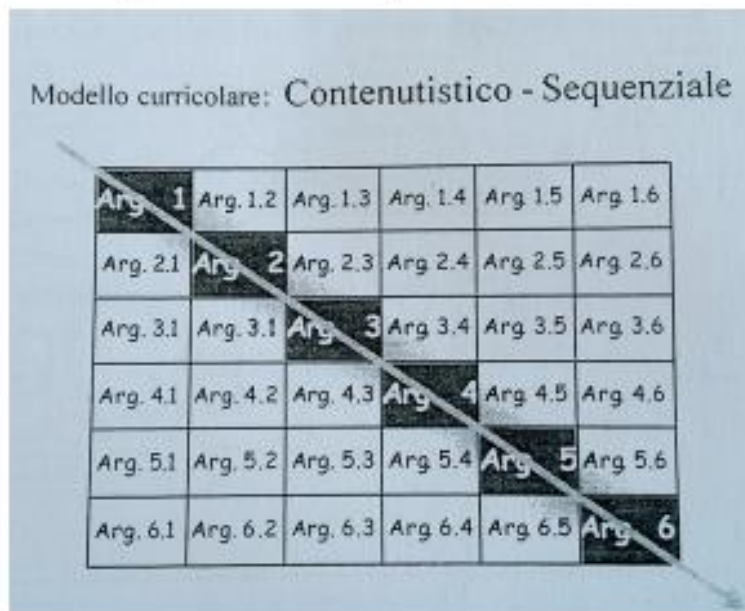 Modello curricolare: Contenutistico - Sequenziale
Arg 1 Arg. 1.2 Arg. 1.3 Arg. 1.4 Arg 1.5 Arg 1.6
Arg. 2.1 Arg 2 Arg. 2.3 Arg 2.4 Arg 2.5 Arg 2.6
Arg. 3.1 Arg. 3.1 Arg 3 Arg 3.4 Arg 3.5 Arg 3.6
Arg. 4.1 Arg. 4.2 Arg. 4.3 Arg 4 Arg 4.5 Arg 4.6
Arg. 5.1 Arg. 5.2 Arg. 5.3 Arg 5.4 Arg 5 Arg 5.6
Arg. 6.1 Arg. 6.2 Arg. 6.3 Arg 6.4 Arg 6.5 Arg 6